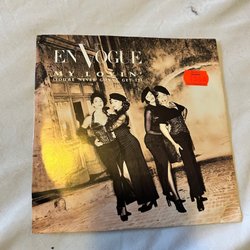 EN VOGUE
MY LOVIN'
(YOU'RE NEVER GONNA GET IT)